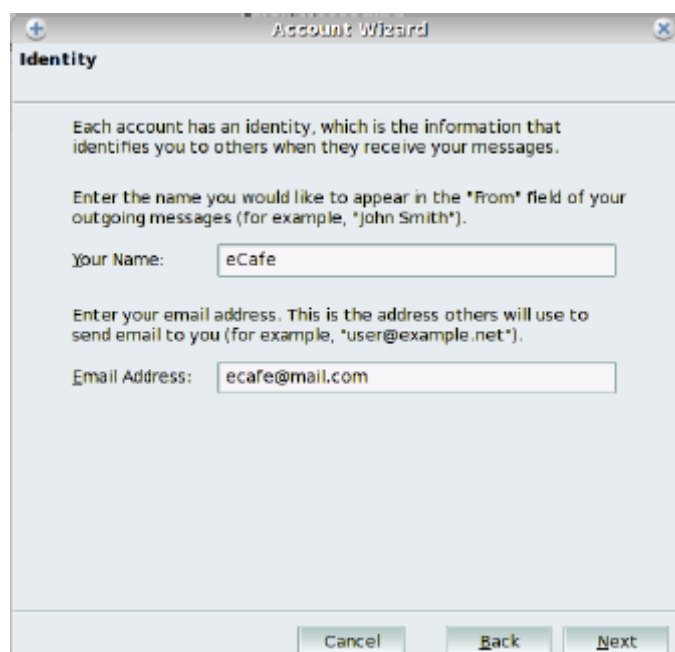 Account Wizard
Identity
Each account has an identity, which is the information that
identifies you to others when they receive your messages.
Enter the name you would like to appear in the "From" field of your
outgoing messages (for example, "John Smith").
Your Name: eCafe
Enter your email address. This is the address others will use to
send email to you (for example, "user@example.net").
Email Address: ecafe@mail.com
Cancel Back Next